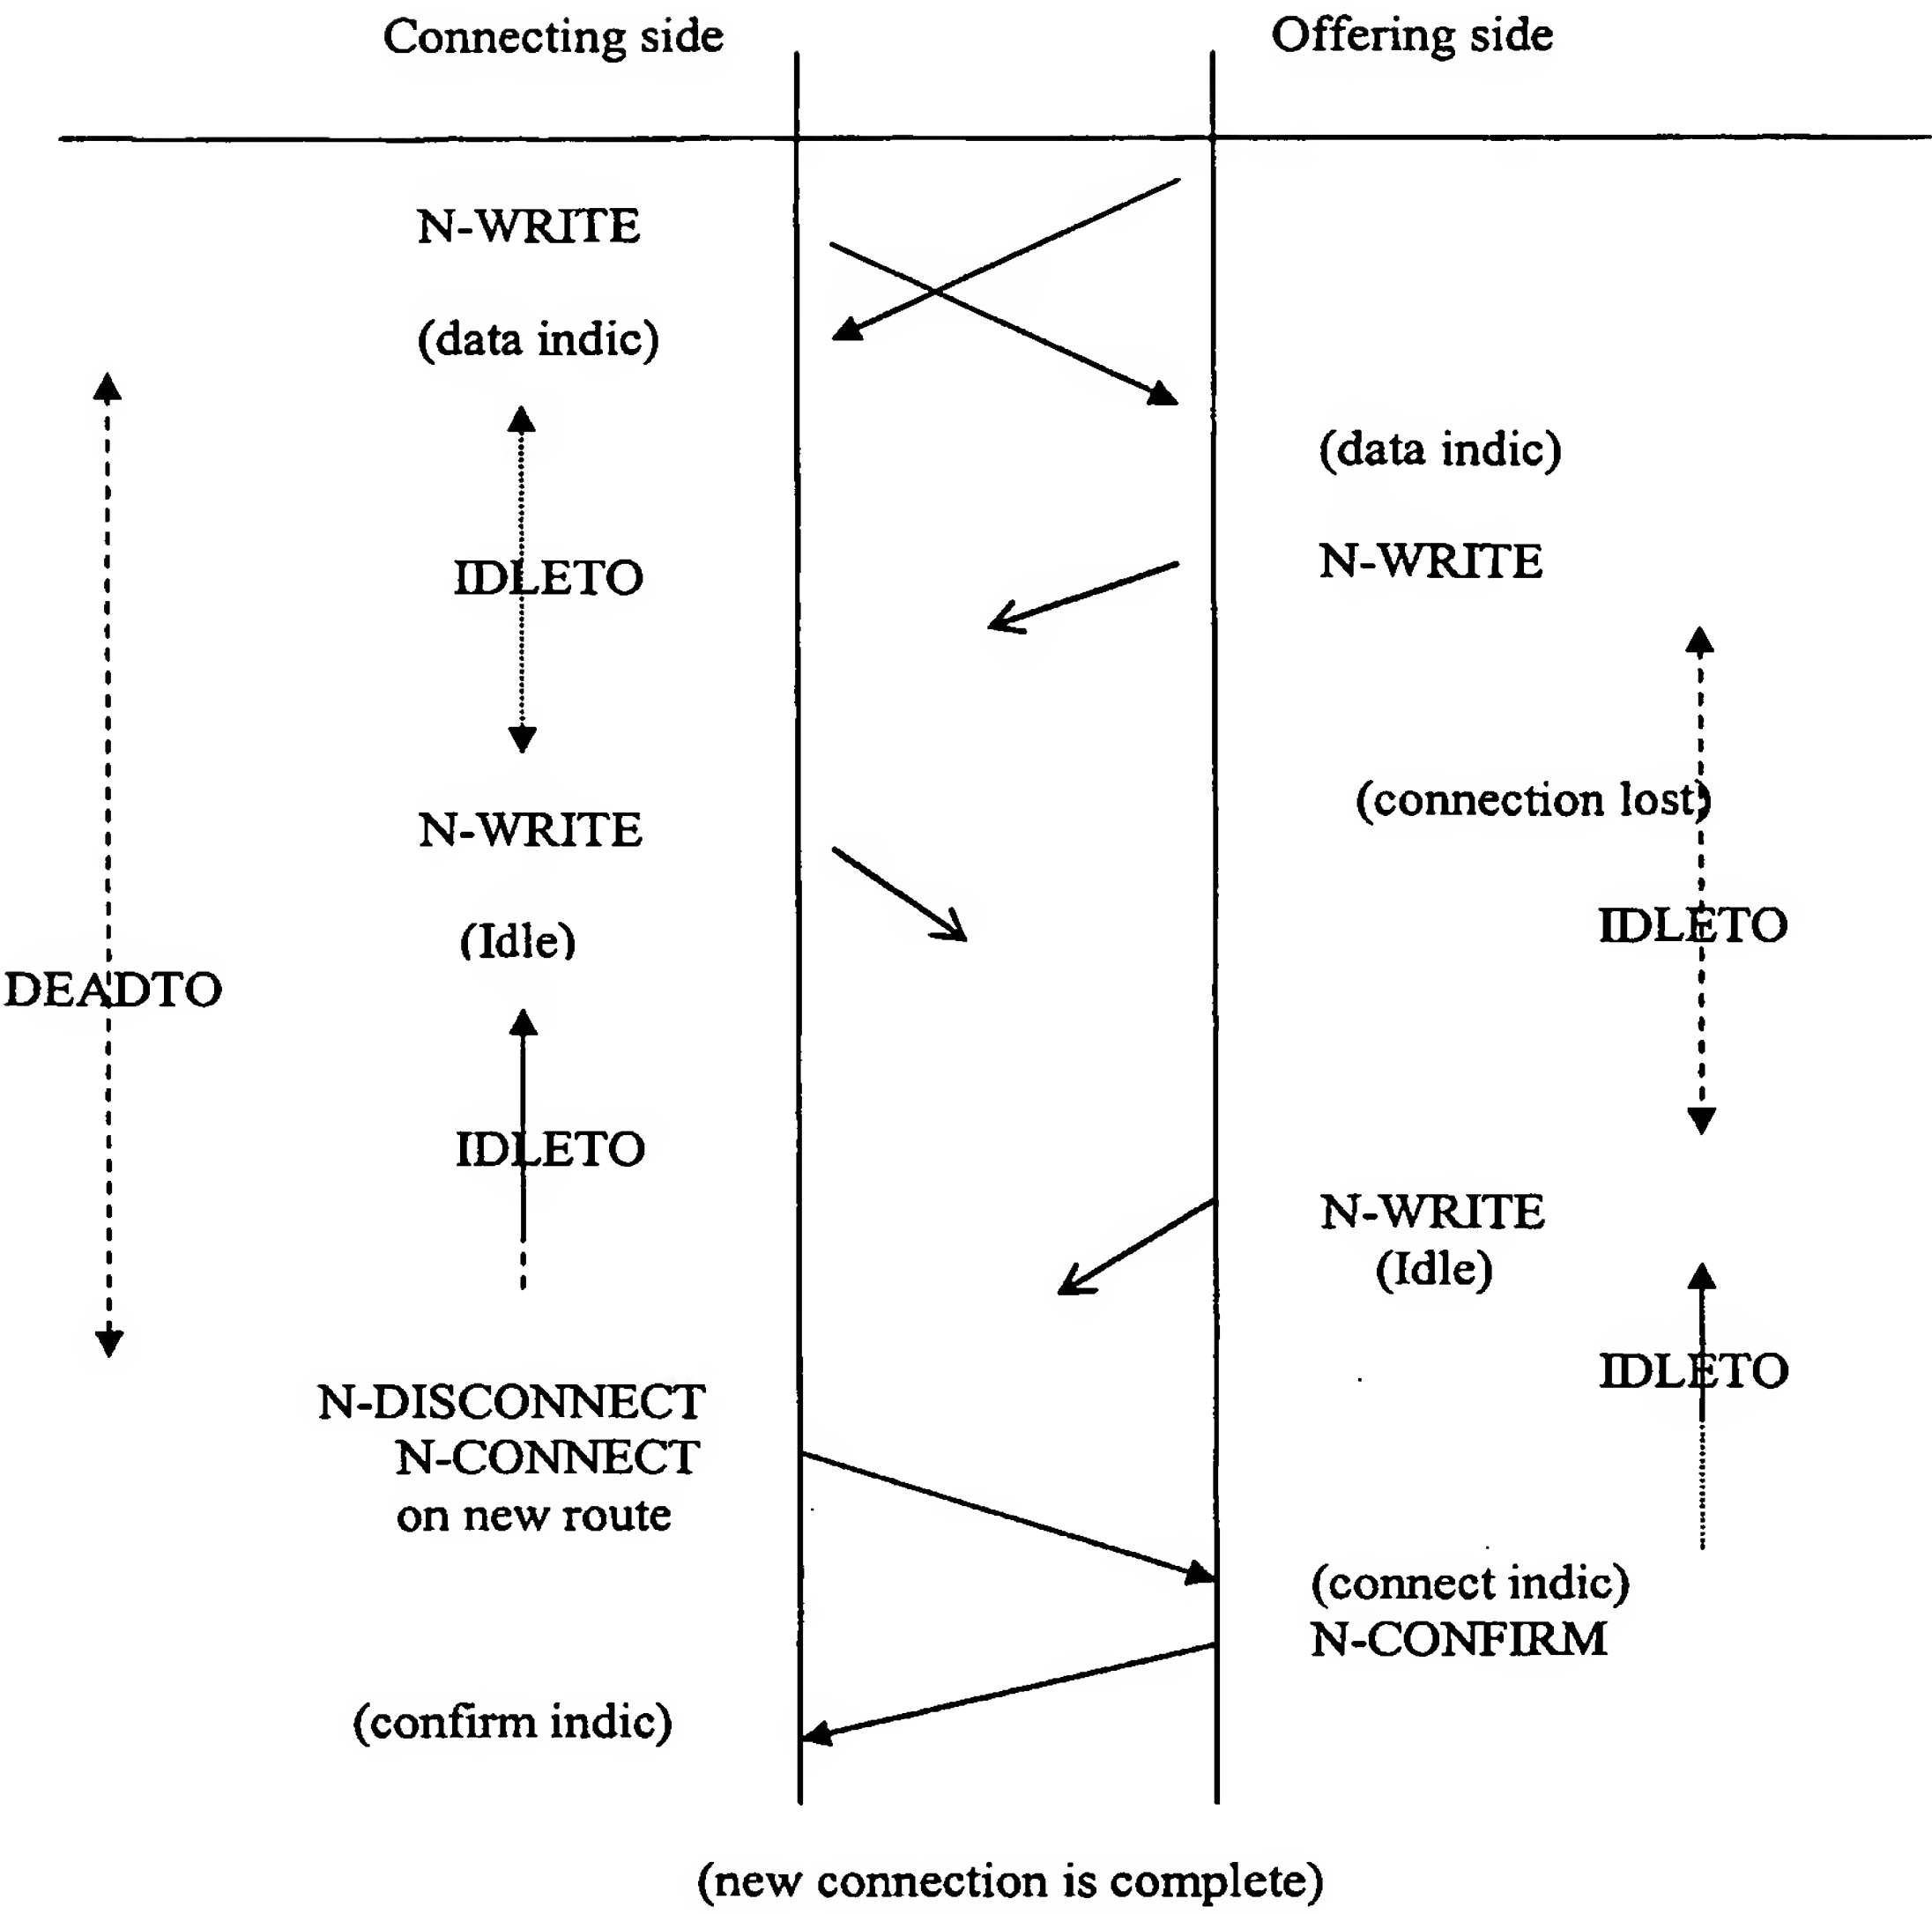 Connecting side
Offering side
N-WRITE
(data indic)
(data indic)
N-WRITE
IDLETO
(connection lost)
N-WRITE
IDLETO
(Idle)
DEADTO
IDLETO
N-WRITE
(Idle)
IDLETO
N-DISCONNECT
N-CONNECT
on new route
(connect indic)
N-CONFIRM
(confirm indic)
(new connection is complete)